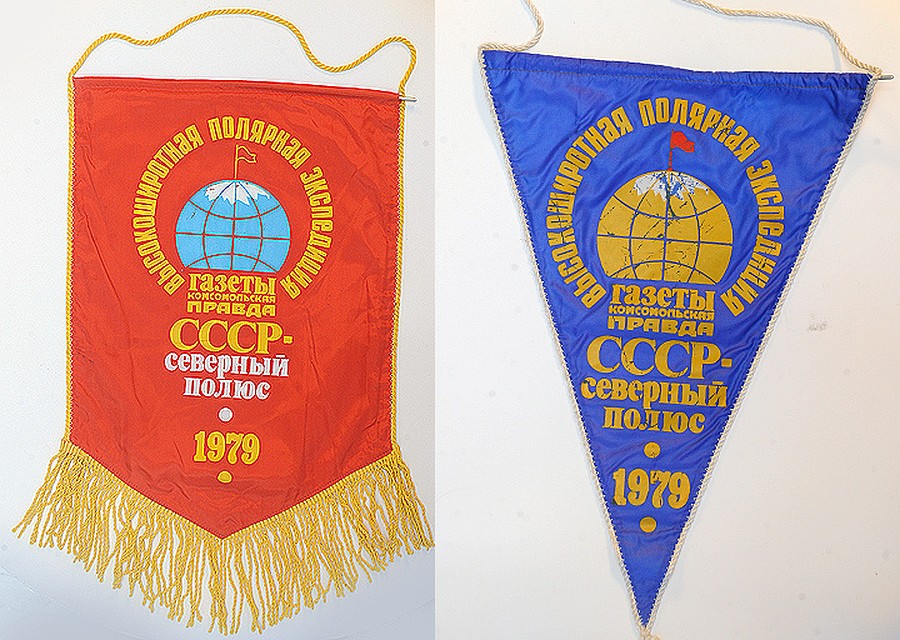 ВЫСОКОШИРОТНАЯ ПОЛЯРНАЯ ЭКСПЕДИЦИЯ
газеты
КОМСОМОЛЬСКАЯ
ПРАВДА
СССР-
северный
полюс
1979
ВЫСОКОШИРОТНАЯ ПОЛЯРНАЯ ЭКСПЕДИЦИЯ
газеты
КОМСОМОЛЬСКАЯ
ПРАВДА
СССР-
северный
полюс
1979